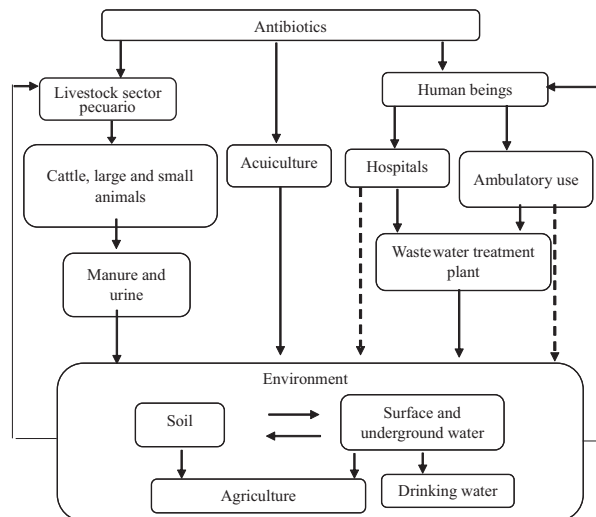 Antibiotics
Livestock sector
pecuario
Human beings
Cattle, large and small
animals
Acuiculture
Hospitals
Ambulatory use
Manure and
urine
Wastewater treatment
plant
Environment
Soil
Surface and
underground water
Agriculture
Drinking water